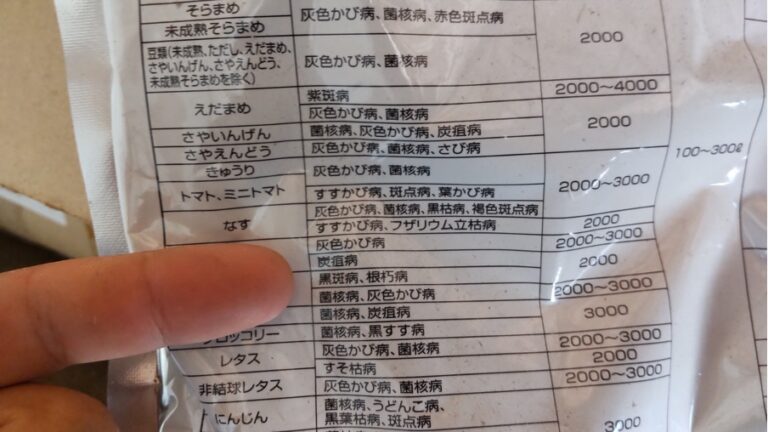 そらまめ
未成熟そらまめ
灰色かび病、菌核病、赤色斑点病
2000
豆類(未成熟、ただし、えだまめ、
さやいんげん、さやえんどう、
未成熟そらまめを除く)
灰色かび病、菌核病
えだまめ
紫斑病
2000～4000
灰色かび病、菌核病
2000
さやいんげん
菌核病、灰色かび病、炭疽病
さやえんどう
灰色かび病、菌核病、さび病
100～300ℓ
きゅうり
灰色かび病、菌核病
2000～3000
トマト、ミニトマト
すすかび病、斑点病、葉かび病
灰色かび病、菌核病、黒枯病、褐色斑点病
なす
すすかび病、フザリウム立枯病
2000
灰色かび病
2000～3000
炭疽病
2000
黒斑病、根朽病
菌核病、灰色かび病
2000～3000
菌核病、炭疽病
3000
ロッコリー
菌核病、黒すす病
レタス
灰色かび病、菌核病
2000～3000
すそ枯病
2000
非結球レタス
灰色かび病、菌核病
2000～3000
にんじん
菌核病、うどんこ病、
黒葉枯病、斑点病
3000